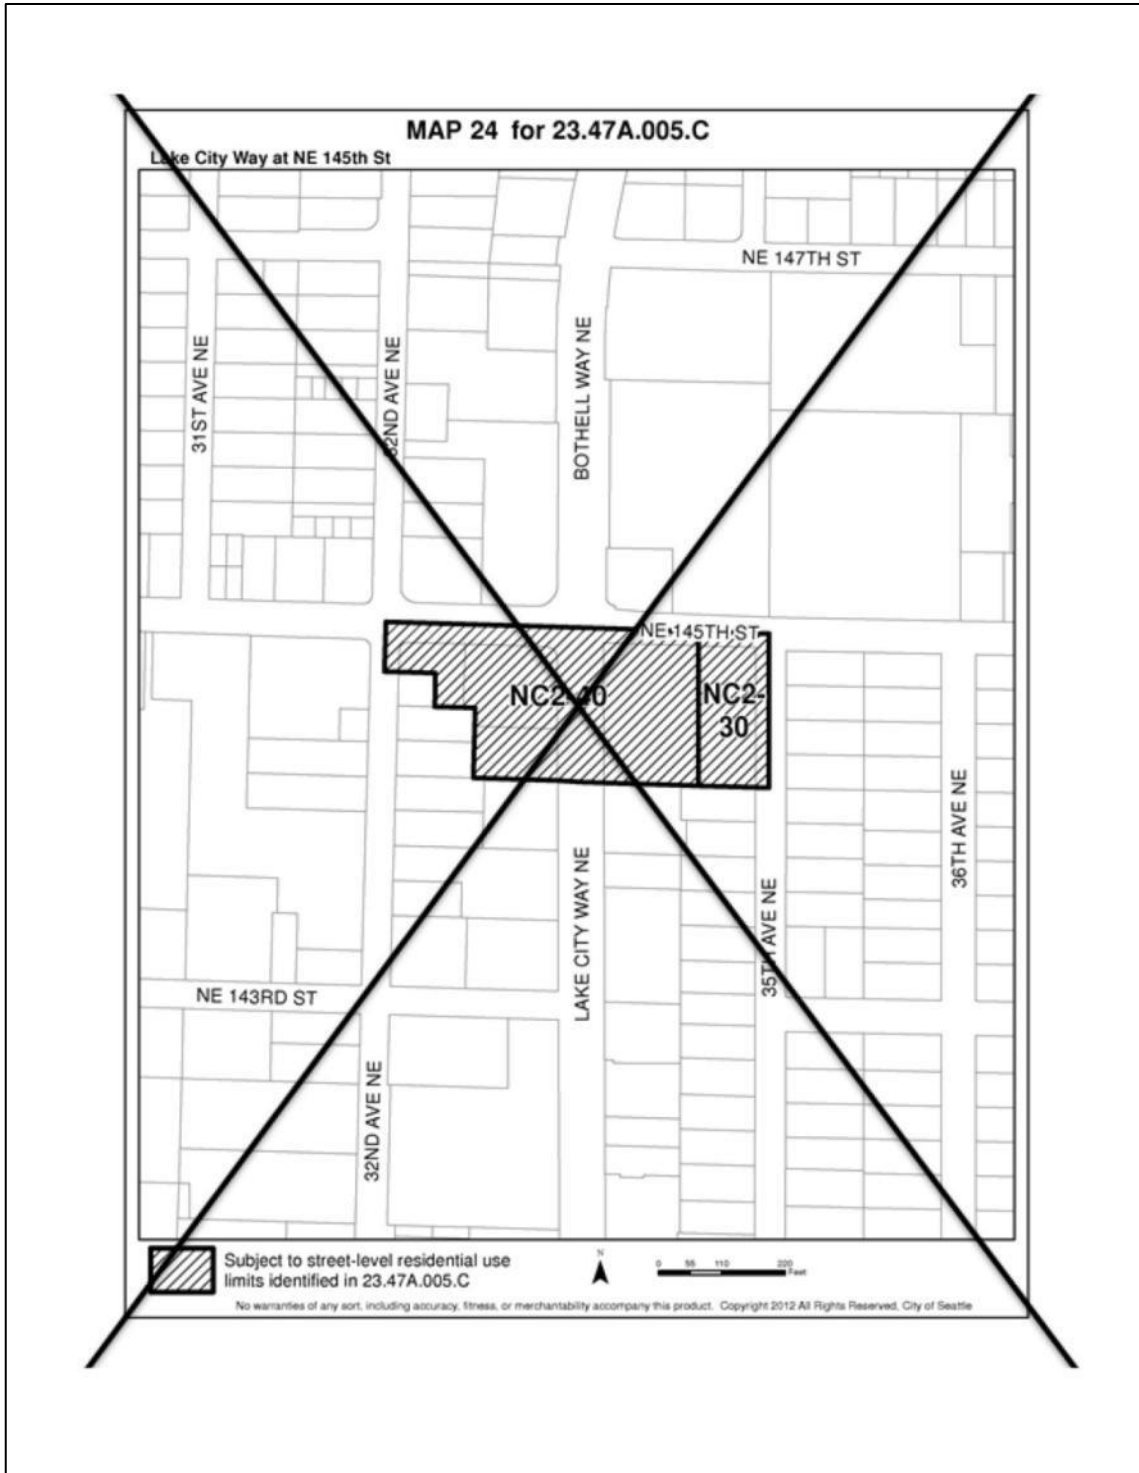 MAP 24 for 23.47A.005.C
Lake City Way at NE 145th St
NE 147TH ST
31ST AVE NE
32ND AVE NE
BOTHELL WAY NE
NE 145TH ST
NC2-40
NC2-
30
36TH AVE NE
LAKE CITY WAY NE
35TH AVE NE
NE 143RD ST
32ND AVE NE
Subject to street-level residential use
limits identified in 23.47A.005.C
N
0 55 110 220
Feet
No warranties of any sort, including accuracy, fitness, or merchantability accompany this product. Copyright 2012 All Rights Reserved, City of Seattle